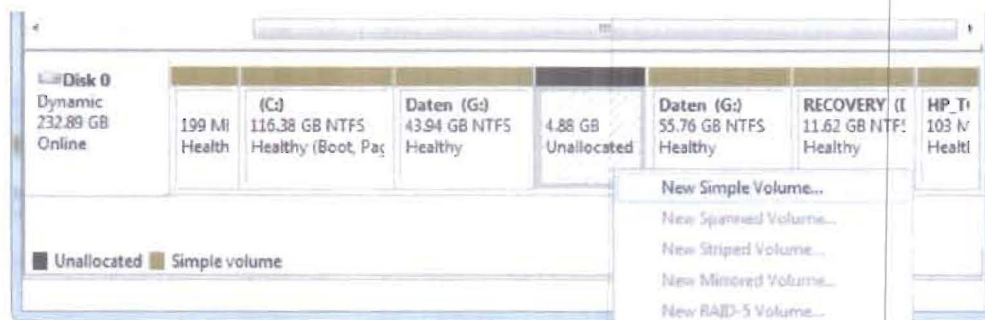 Disk 0
Dynamic
232.89 GB
Online
199 MI
Health
(C:)
116.38 GB NTFS
Healthy (Boot, Pag
Daten (G:)
43.94 GB NTFS
Healthy
4.88 GB
Unallocated
Daten (G:)
55.76 GB NTFS
Healthy
RECOVERY (I
11.62 GB NTFS
Healthy
HP_T
103 M
Healtl
New Simple Volume...
New Spanned Volume...
New Striped Volume...
New Mirrored Volume...
New RAID-5 Volume...
Unallocated Simple volume